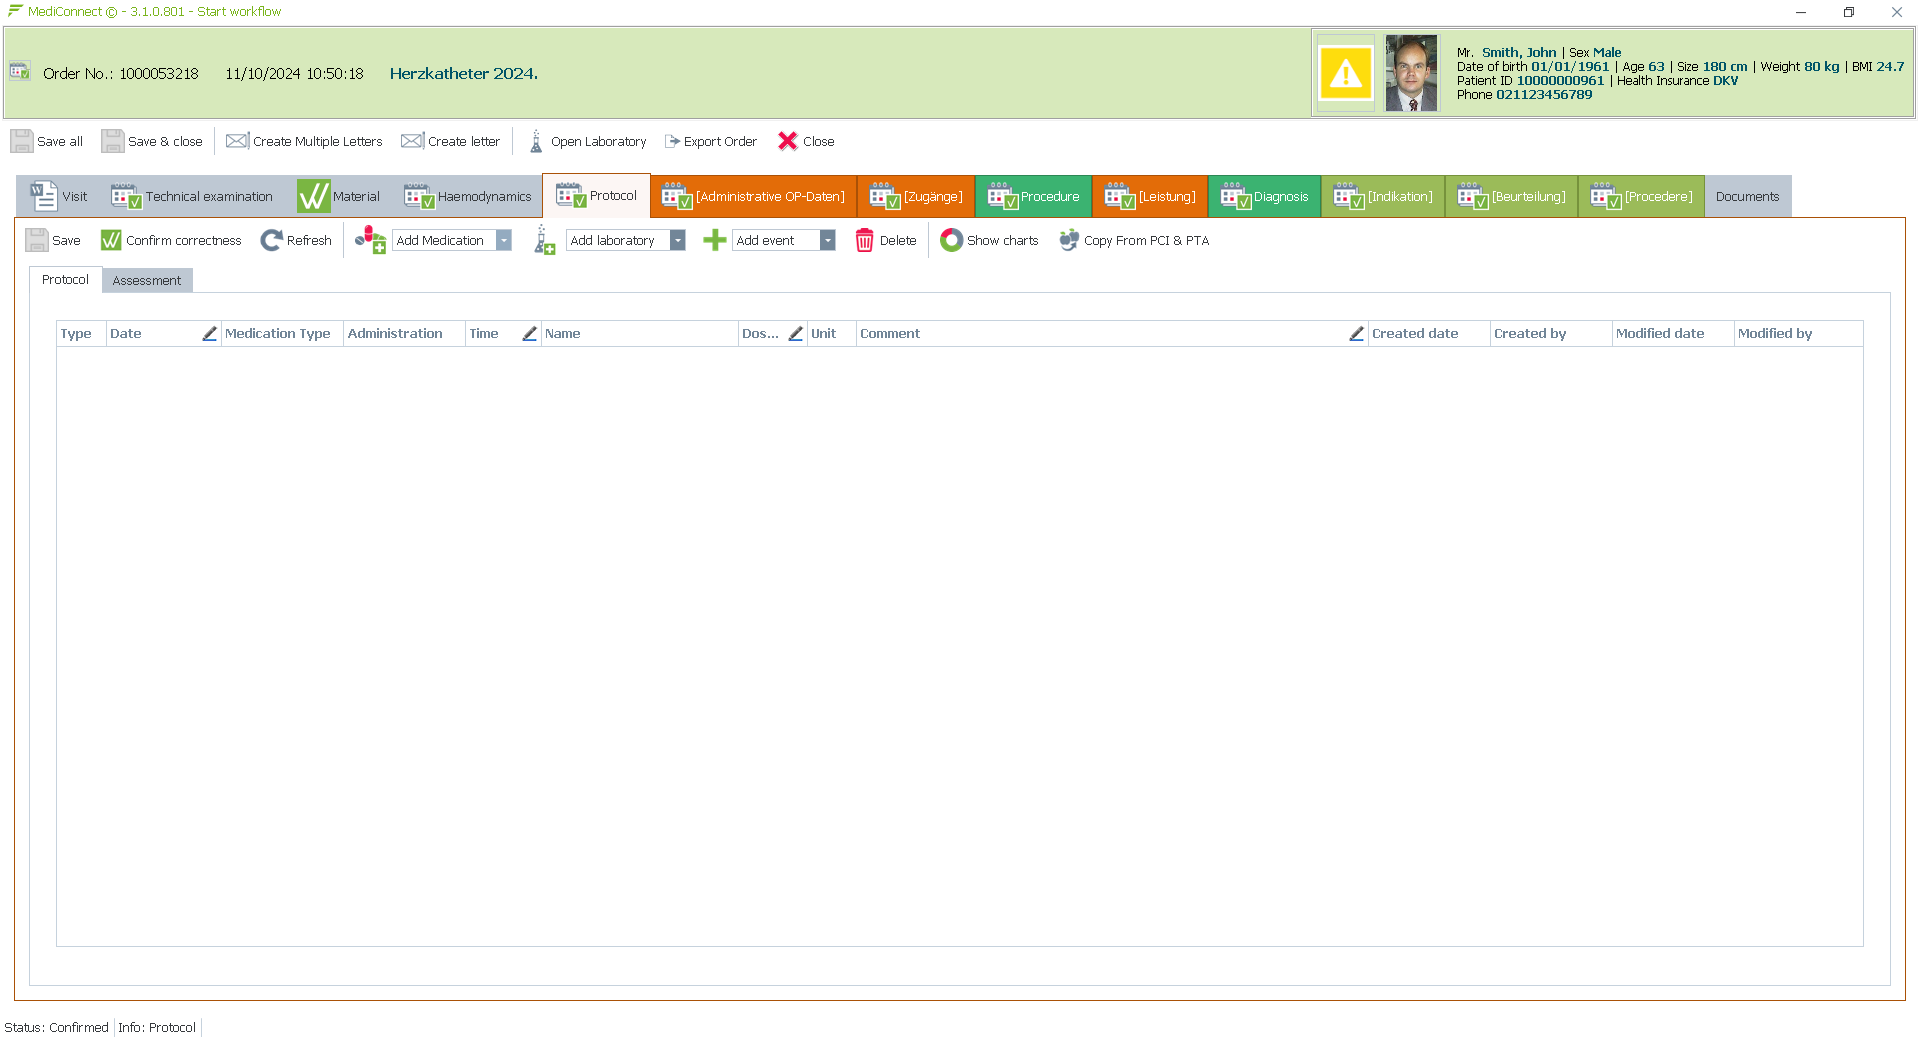 MediConnect © - 3.1.0.801 - Start workflow
Order No.: 1000053218 11/10/2024 10:50:18 Herzkatheter 2024.
Mr. Smith, John | Sex Male
Date of birth 01/01/1961 | Age 63 | Size 180 cm | Weight 80 kg | BMI 24.7
Patient ID 10000000961 | Health Insurance DKV
Phone 021123456789
Save all Save & close Create Multiple Letters Create letter Open Laboratory Export Order Close
Visit Technical examination Material Haemodynamics Protocol [Administrative OP-Daten] [Zugänge] Procedure [Leistung] Diagnosis [Indikation] [Beurteilung] [Procedere] Documents
Save Confirm correctness Refresh Add Medication Add laboratory Add event Delete Show charts Copy From PCI & PTA
Protocol Assessment
Type Date Medication Type Administration Time Name Dos... Unit Comment Created date Created by Modified date Modified by
Status: Confirmed Info: Protocol